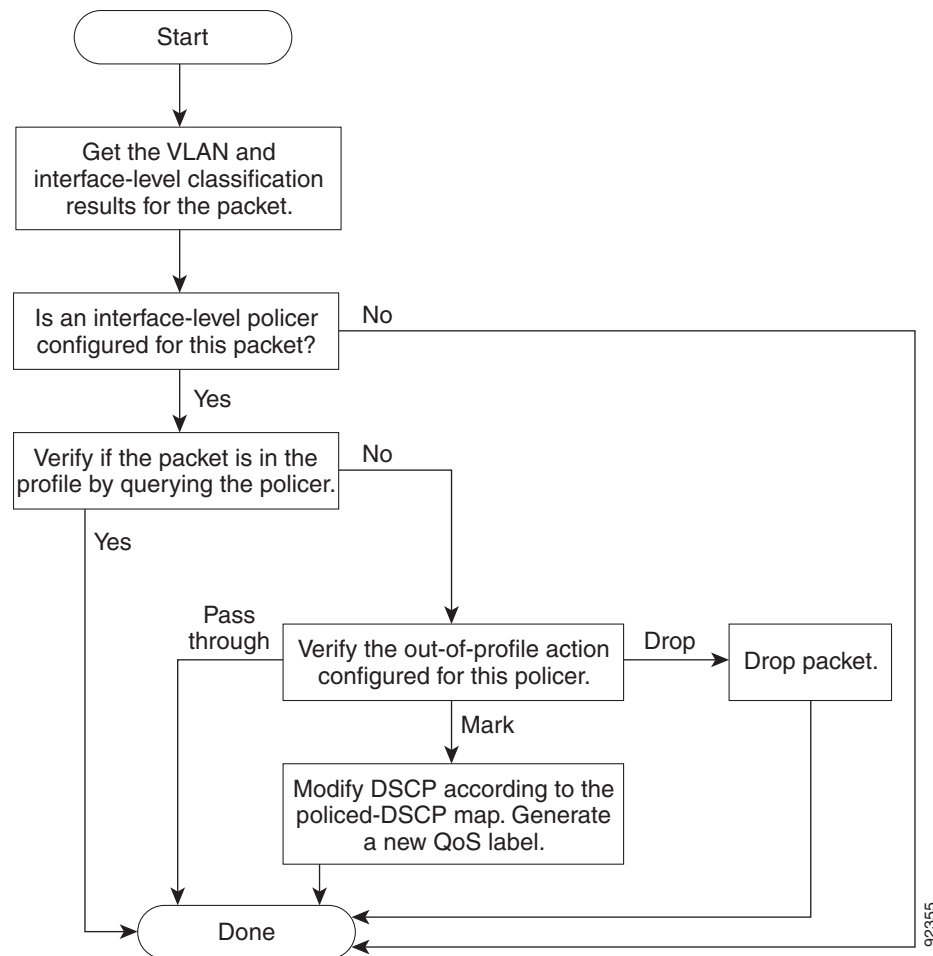 Start
Get the VLAN and
interface-level classification
results for the packet.
Is an interface-level policer
configured for this packet?
No
Yes
Verify if the packet is in the
profile by querying the policer.
No
Yes
Pass
through
Verify the out-of-profile action
configured for this policer.
Drop
Drop packet.
Mark
Modify DSCP according to the
policed-DSCP map. Generate
a new QoS label.
Done
92355